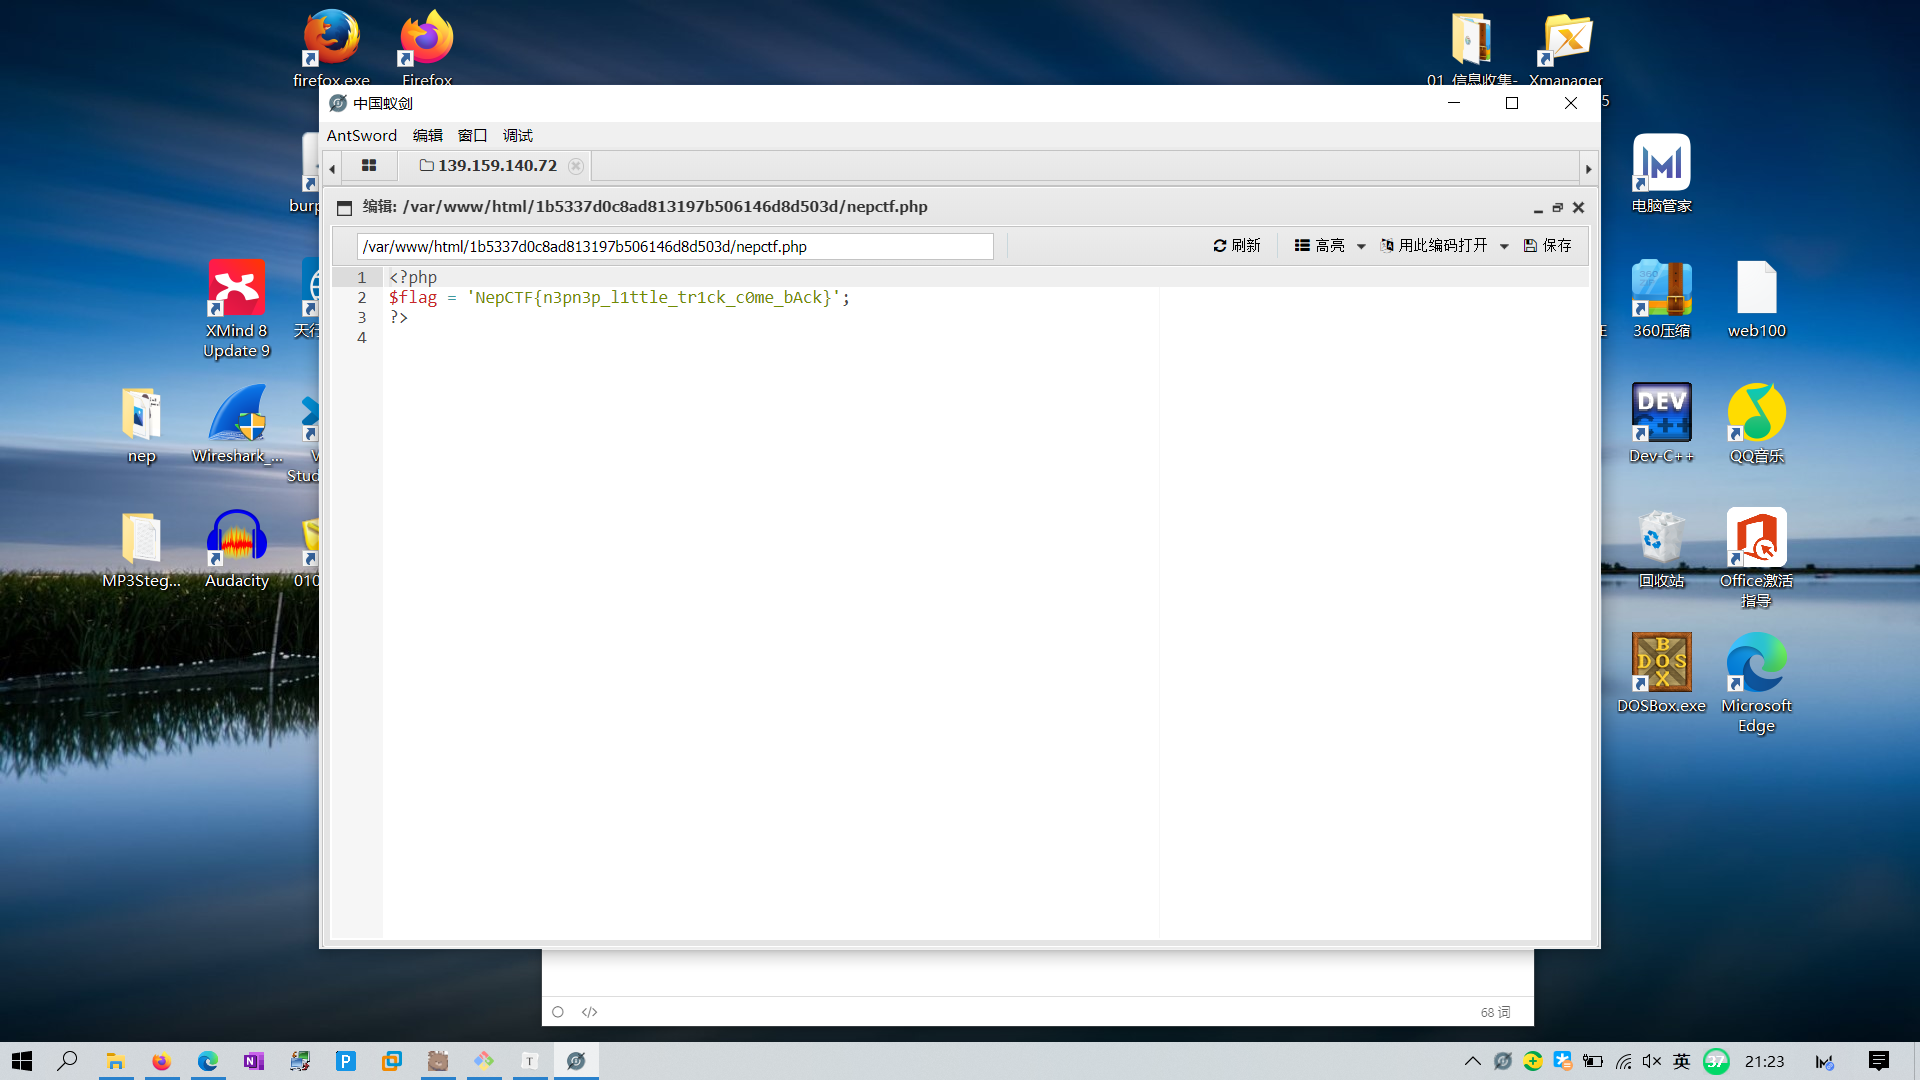 firefox.exe
Firefox
01_信息收集-
Xmanager
5
中国蚁剑
AntSword 编辑 窗口 调试
139.159.140.72
编辑: /var/www/html/1b5337d0c8ad813197b506146d8d503d/nepctf.php
/var/www/html/1b5337d0c8ad813197b506146d8d503d/nepctf.php
刷新 高亮 用此编码打开 保存
1 <?php
2 $flag = 'NepCTF{n3pn3p_l1ttle_tr1ck_c0me_bAck}';
3 ?>
4
burp
电脑管家
XMind 8
Update 9
天行
360压缩
web100
nep
Wireshark_...
V
Stud
DEV
C++
Dev-C++
QQ音乐
MP3Steg...
Audacity
010
回收站
Office激活
指导
B
DOS
X
DOSBox.exe
Microsoft
Edge
68 词
英
37
21:23